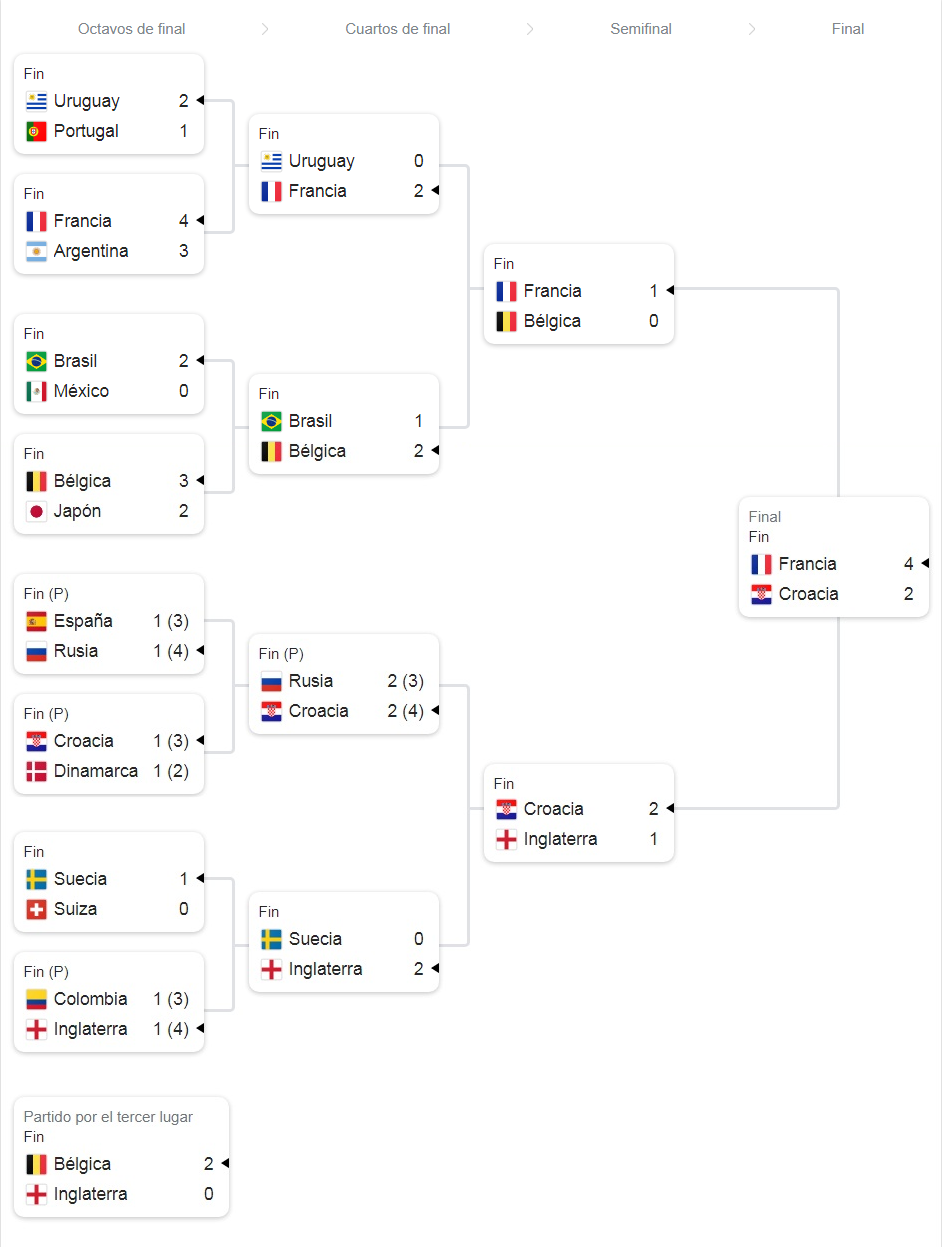 Octavos de final
Cuartos de final
Semifinal
Final
Fin
Uruguay 2
Portugal 1
Fin
Francia 4
Argentina 3
Fin
Brasil 2
México 0
Fin
Bélgica 3
Japón 2
Fin (P)
España 1 (3)
Rusia 1 (4)
Fin (P)
Croacia 1 (3)
Dinamarca 1 (2)
Fin
Suecia 1
Suiza 0
Fin (P)
Colombia 1 (3)
Inglaterra 1 (4)
Fin
Uruguay 0
Francia 2
Fin
Brasil 1
Bélgica 2
Fin (P)
Rusia 2 (3)
Croacia 2 (4)
Fin
Suecia 0
Inglaterra 2
Fin
Francia 1
Bélgica 0
Fin
Croacia 2
Inglaterra 1
Final
Fin
Francia 4
Croacia 2
Partido por el tercer lugar
Fin
Bélgica 2
Inglaterra 0